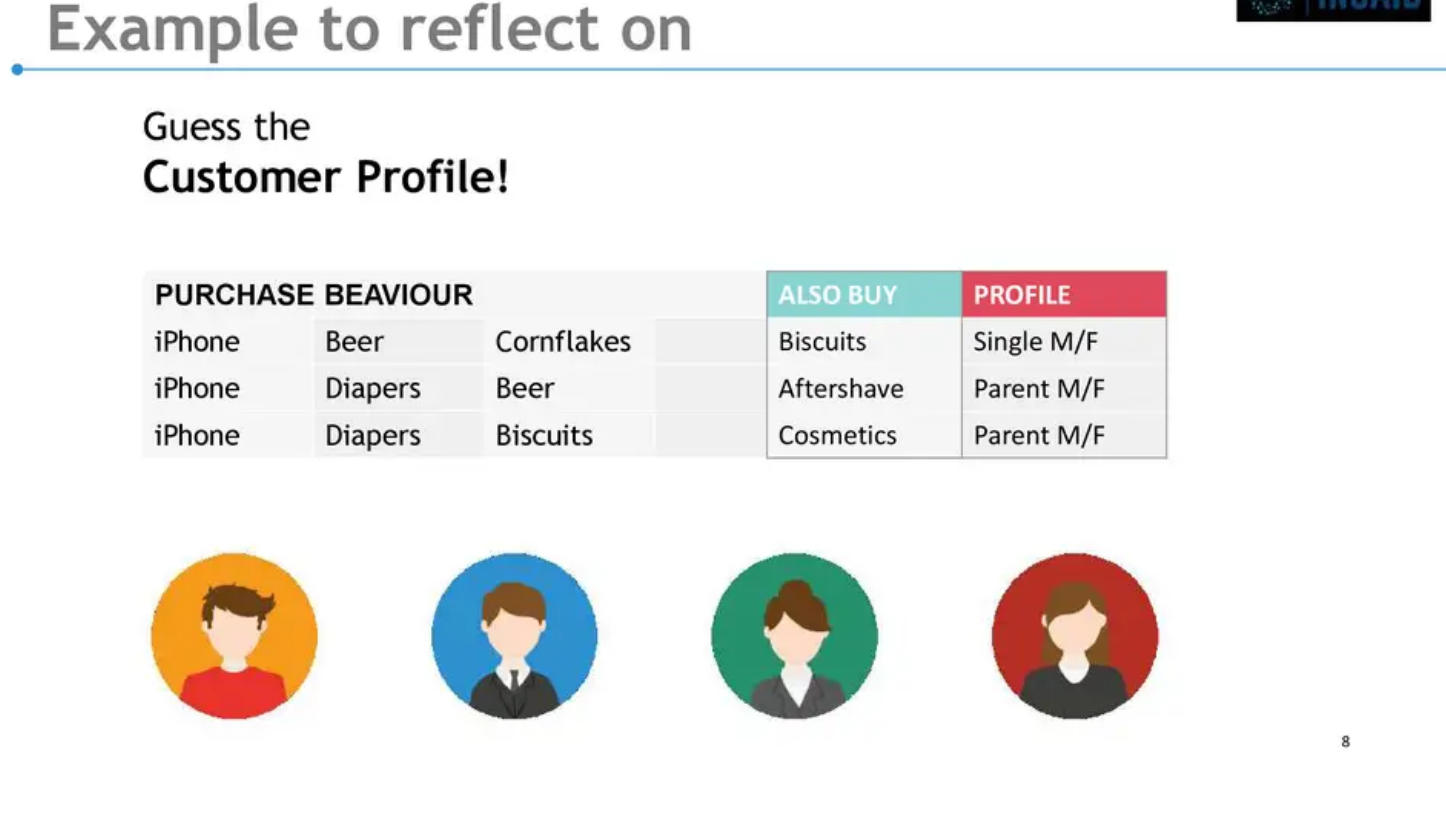 Example to reflect on
Guess the
Customer Profile!
PURCHASE BEAVIOUR ALSO BUY PROFILE
iPhone Beer Cornflakes Biscuits Single M/F
iPhone Diapers Beer Aftershave Parent M/F
iPhone Diapers Biscuits Cosmetics Parent M/F
8